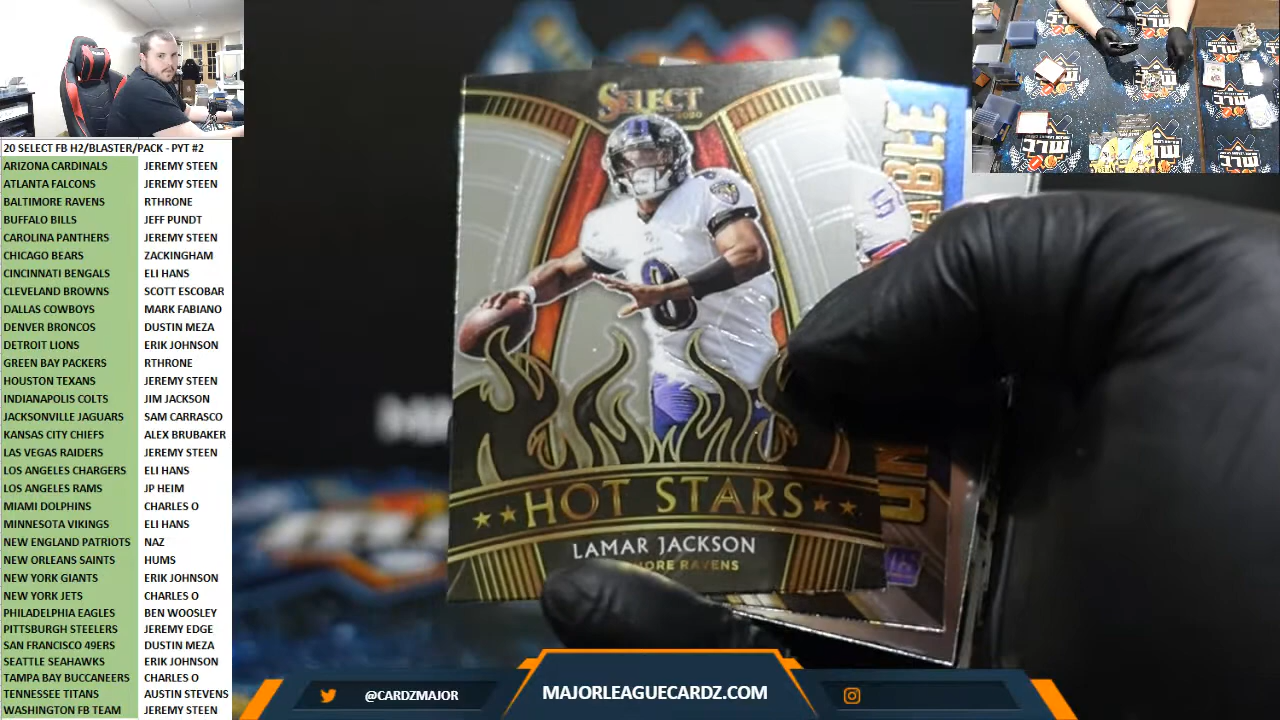 20 SELECT FB H2/BLASTER/PACK - PYT #2
ARIZONA CARDINALS JEREMY STEEN
ATLANTA FALCONS JEREMY STEEN
BALTIMORE RAVENS RTHRONE
BUFFALO BILLS JEFF PUNDT
CAROLINA PANTHERS JEREMY STEEN
CHICAGO BEARS ZACKINGHAM
CINCINNATI BENGALS ELI HANS
CLEVELAND BROWNS SCOTT ESCOBAR
DALLAS COWBOYS MARK FABIANO
DENVER BRONCOS DUSTIN MEZA
DETROIT LIONS ERIK JOHNSON
GREEN BAY PACKERS RTHRONE
HOUSTON TEXANS JEREMY STEEN
INDIANAPOLIS COLTS JIM JACKSON
JACKSONVILLE JAGUARS SAM CARRASCO
KANSAS CITY CHIEFS ALEX BRUBAKER
LAS VEGAS RAIDERS JEREMY STEEN
LOS ANGELES CHARGERS ELI HANS
LOS ANGELES RAMS JP HEIM
MIAMI DOLPHINS CHARLES O
MINNESOTA VIKINGS ELI HANS
NEW ENGLAND PATRIOTS NAZ
NEW ORLEANS SAINTS HUMS
NEW YORK GIANTS ERIK JOHNSON
NEW YORK JETS CHARLES O
PHILADELPHIA EAGLES BEN WOOSLEY
PITTSBURGH STEELERS JEREMY EDGE
SAN FRANCISCO 49ERS DUSTIN MEZA
SEATTLE SEAHAWKS ERIK JOHNSON
TAMPA BAY BUCCANEERS CHARLES O
TENNESSEE TITANS AUSTIN STEVENS
WASHINGTON FB TEAM JEREMY STEEN
SELECT
2020
8
HOT STARS
LAMAR JACKSON
MORE RAVENS
ABLE
@CARDZMAJOR
MAJORLEAGUECARDZ.COM